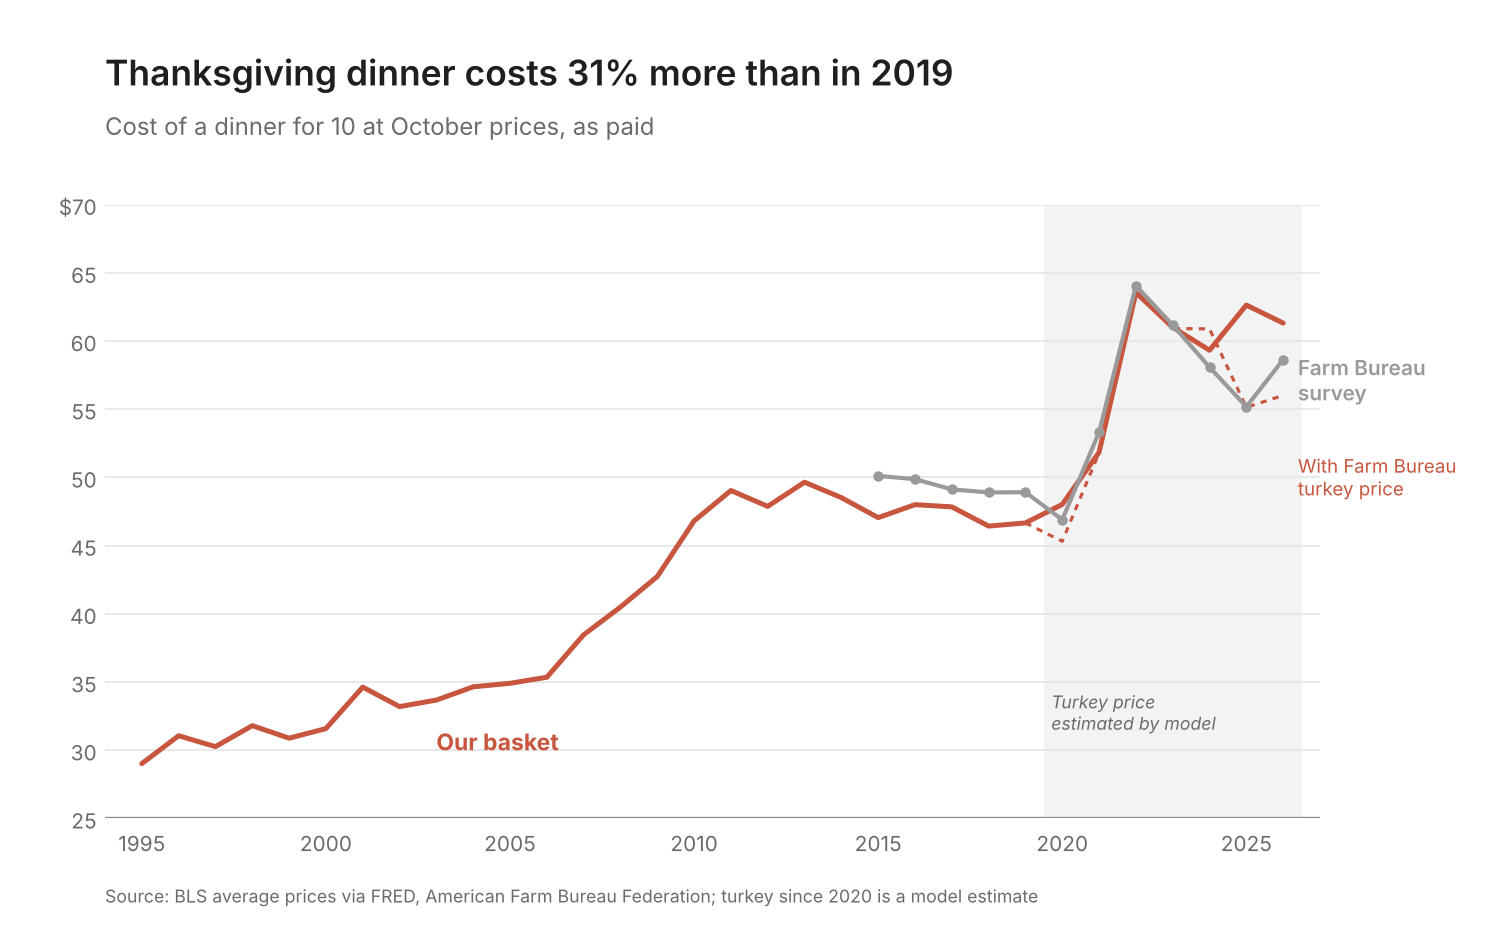 Thanksgiving dinner costs 31% more than in 2019
Cost of a dinner for 10 at October prices, as paid
$70
65
60
55
50
45
40
35
30
25
Farm Bureau
survey
With Farm Bureau
turkey price
Turkey price
estimated by model
Our basket
1995 2000 2005 2010 2015 2020 2025
Source: BLS average prices via FRED, American Farm Bureau Federation; turkey since 2020 is a model estimate